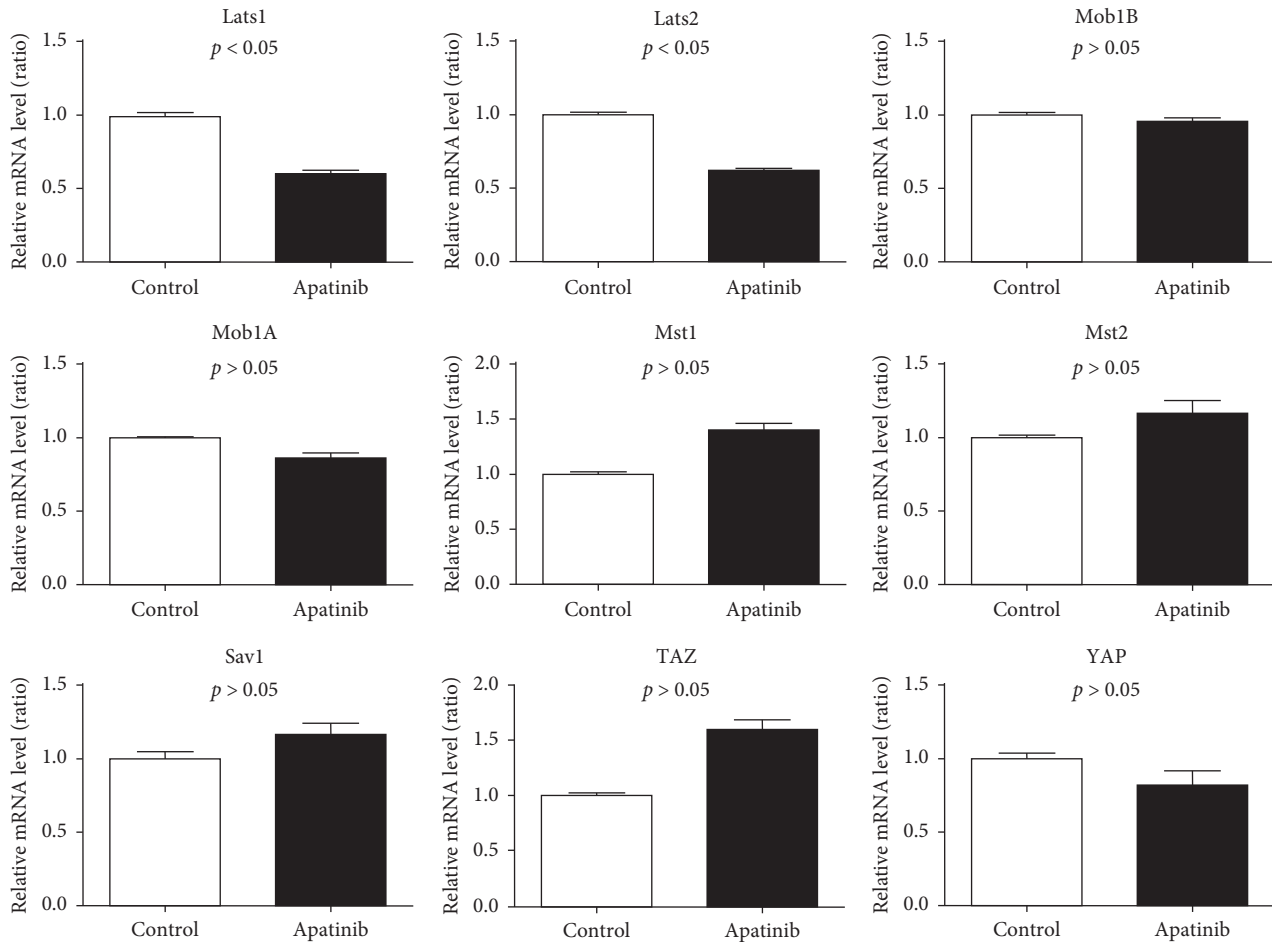 Lats1
p < 0.05
Relative mRNA level (ratio)
1.5
1.0
0.5
0.0
Control
Apatinib
Lats2
p < 0.05
Relative mRNA level (ratio)
1.5
1.0
0.5
0.0
Control
Apatinib
Mob1B
p > 0.05
Relative mRNA level (ratio)
1.5
1.0
0.5
0.0
Control
Apatinib
Mob1A
p > 0.05
Relative mRNA level (ratio)
1.5
1.0
0.5
0.0
Control
Apatinib
Mst1
p > 0.05
Relative mRNA level (ratio)
2.0
1.5
1.0
0.5
0.0
Control
Apatinib
Mst2
p > 0.05
Relative mRNA level (ratio)
1.5
1.0
0.5
0.0
Control
Apatinib
Sav1
p > 0.05
Relative mRNA level (ratio)
1.5
1.0
0.5
0.0
Control
Apatinib
TAZ
p > 0.05
Relative mRNA level (ratio)
2.0
1.5
1.0
0.5
0.0
Control
Apatinib
YAP
p > 0.05
Relative mRNA level (ratio)
1.5
1.0
0.5
0.0
Control
Apatinib